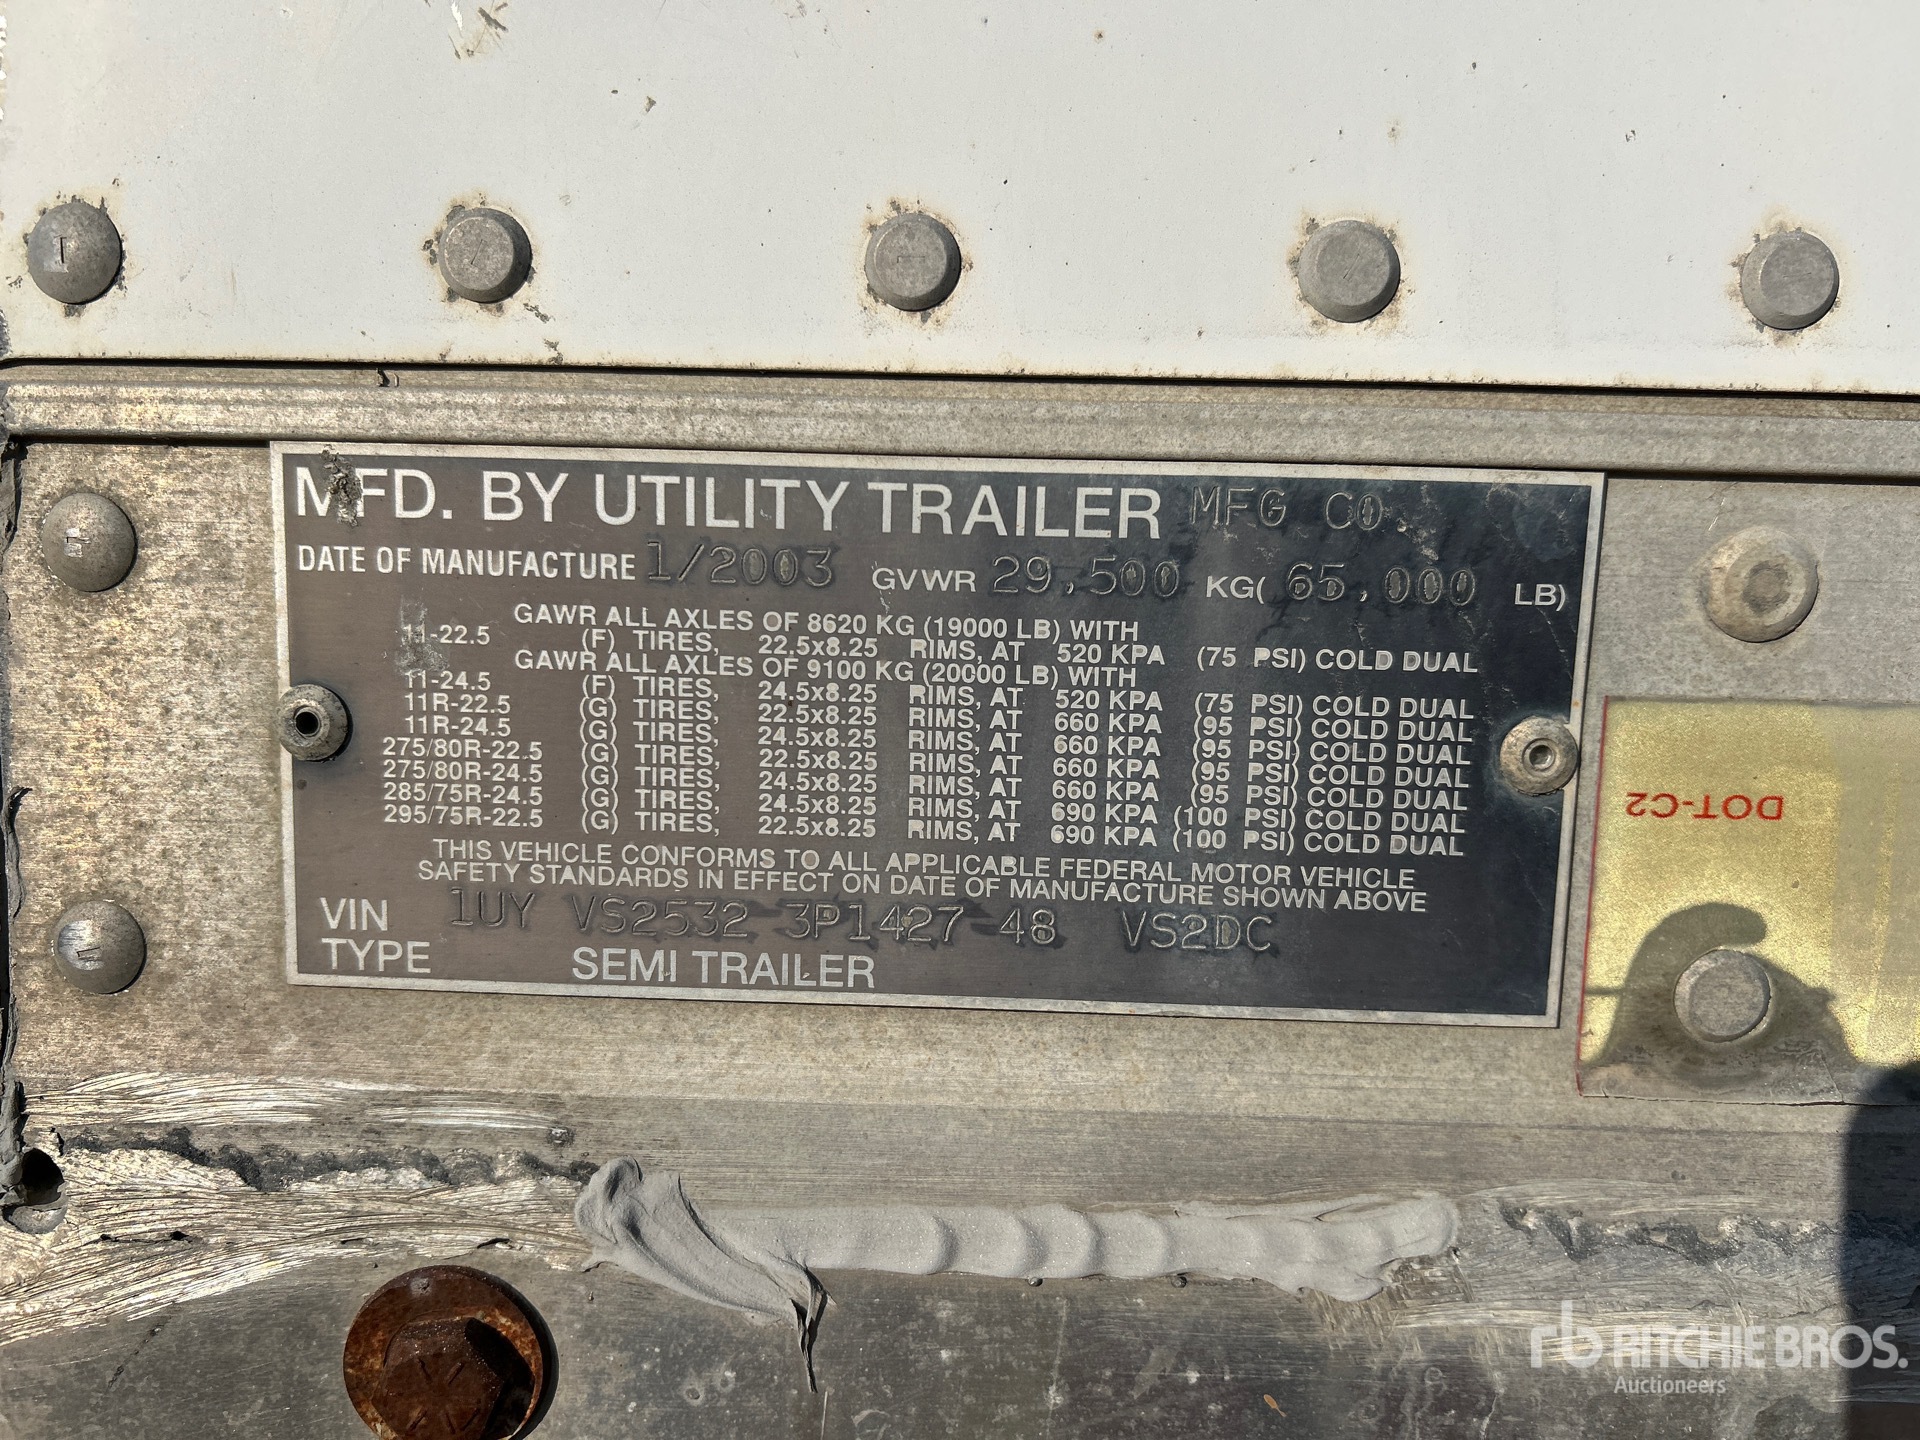 MFD. BY UTILITY TRAILER MFG CO.
DATE OF MANUFACTURE 1/2003 GVWR 29,500 KG( 65,000 LB)
GAWR ALL AXLES OF 8620 KG (19000 LB) WITH
11-22.5 (F) TIRES, 22.5x8.25 RIMS, AT 520 KPA (75 PSI) COLD DUAL
GAWR ALL AXLES OF 9100 KG (20000 LB) WITH
11-24.5 (F) TIRES, 24.5x8.25 RIMS, AT 520 KPA (75 PSI) COLD DUAL
11R-22.5 (G) TIRES, 22.5x8.25 RIMS, AT 660 KPA (95 PSI) COLD DUAL
11R-24.5 (G) TIRES, 24.5x8.25 RIMS, AT 660 KPA (95 PSI) COLD DUAL
275/80R-22.5 (G) TIRES, 22.5x8.25 RIMS, AT 660 KPA (95 PSI) COLD DUAL
275/80R-24.5 (G) TIRES, 24.5x8.25 RIMS, AT 660 KPA (95 PSI) COLD DUAL
285/75R-24.5 (G) TIRES, 24.5x8.25 RIMS, AT 690 KPA (100 PSI) COLD DUAL
295/75R-22.5 (G) TIRES, 22.5x8.25 RIMS, AT 690 KPA (100 PSI) COLD DUAL
THIS VEHICLE CONFORMS TO ALL APPLICABLE FEDERAL MOTOR VEHICLE
SAFETY STANDARDS IN EFFECT ON DATE OF MANUFACTURE SHOWN ABOVE
VIN 1UY VS2532 3P1427 48 VS2DC
TYPE SEMI TRAILER
DOT-C2
rb RITCHIE BROS.
Auctioneers